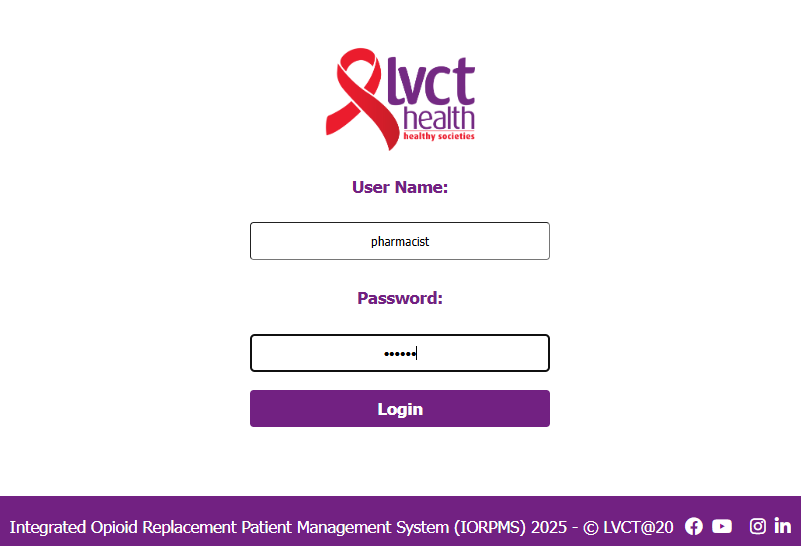 lvct
health
healthy societies
User Name:
pharmacist
Password:
••••••
Login
Integrated Opioid Replacement Patient Management System (IORPMS) 2025 - © LVCT@20